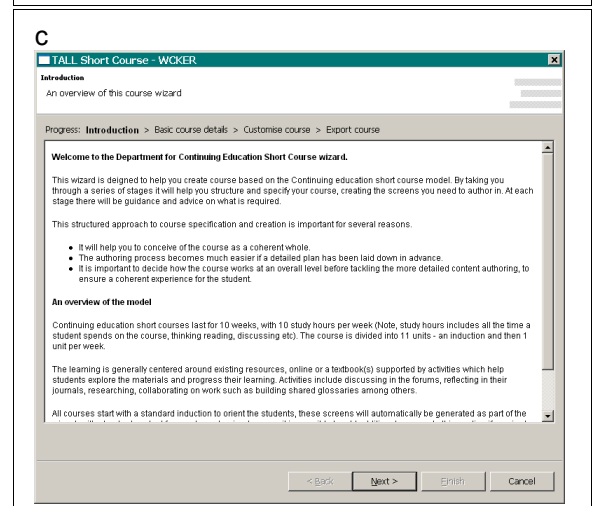 C
TALL Short Course - WCKER
Introduction
An overview of this course wizard
Progress: Introduction > Basic course details > Customise course > Export course
Welcome to the Department for Continuing Education Short Course wizard.
This wizard is deigned to help you create course based on the Continuing education short course model. By taking you
through a series of stages it will help you structure and specify your course, creating the screens you need to author in. At each
stage there will be guidance and advice on what is required.
This structured approach to course specification and creation is important for several reasons.
• It will help you to conceive of the course as a coherent whole.
• The authoring process becomes much easier if a detailed plan has been laid down in advance.
• It is important to decide how the course works at an overall level before tackling the more detailed content authoring, to
ensure a coherent experience for the student.
An overview of the model
Continuing education short courses last for 10 weeks, with 10 study hours per week (Note, study hours includes all the time a
student spends on the course, thinking reading, discussing etc). The course is divided into 11 units - an induction and then 1
unit per week.
The learning is generally centered around existing resources, online or a textbook(s) supported by activities which help
students explore the materials and progress their learning. Activities include discussing in the forums, reflecting in their
journals, researching, collaborating on work such as building shared glossaries among others.
All courses start with a standard induction to orient the students, these screens will automatically be generated as part of the
< Back Next > Finish Cancel